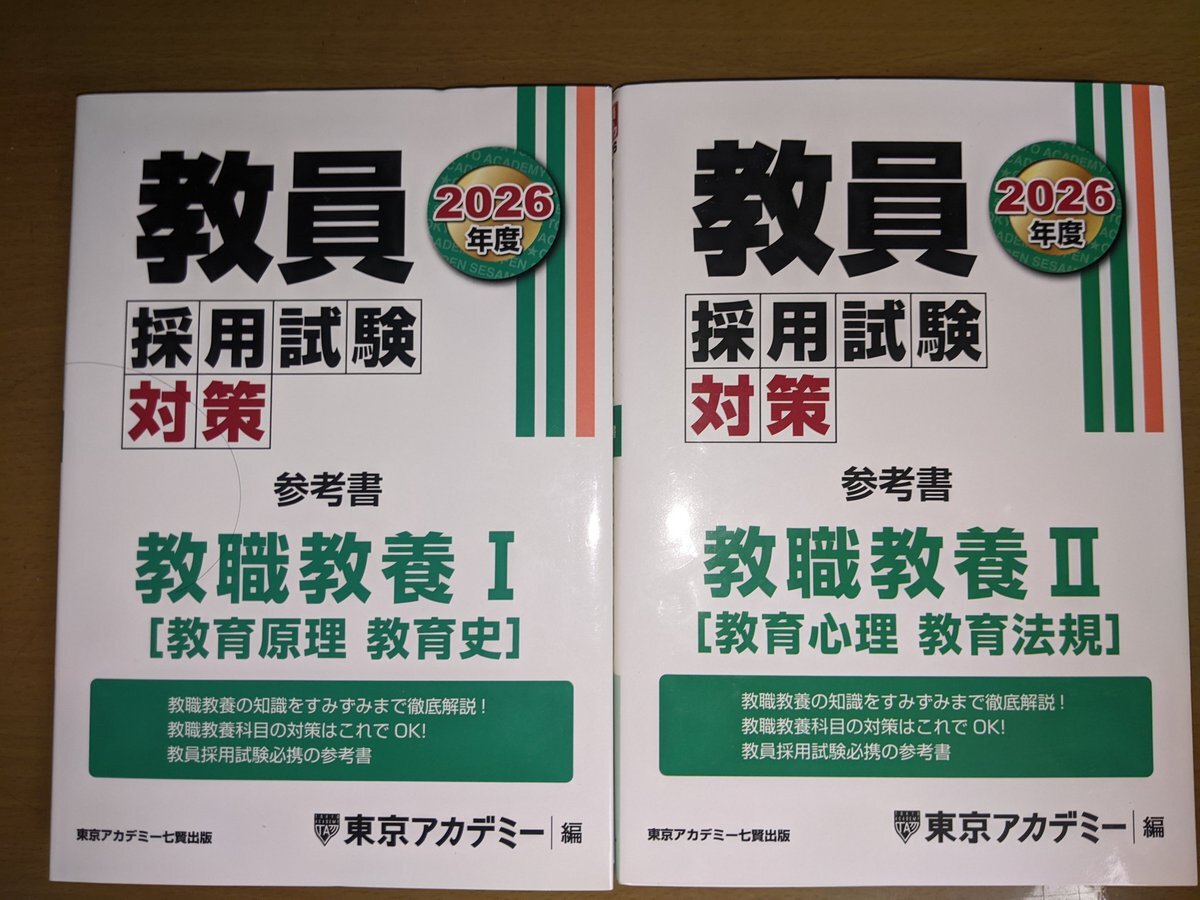 教員
2026
年度
採用試験
対策
参考書
教職教養Ⅰ
[教育原理 教育史]
教職教養の知識をすみずみまで徹底解説!
教職教養科目の対策はこれでOK!
教員採用試験必携の参考書
東京アカデミー七賢出版
東京アカデミー 編
教員
2026
年度
採用試験
対策
参考書
教職教養Ⅱ
[教育心理 教育法規]
教職教養の知識をすみずみまで徹底解説!
教職教養科目の対策はこれでOK!
教員採用試験必携の参考書
東京アカデミー七賢出版
東京アカデミー 編